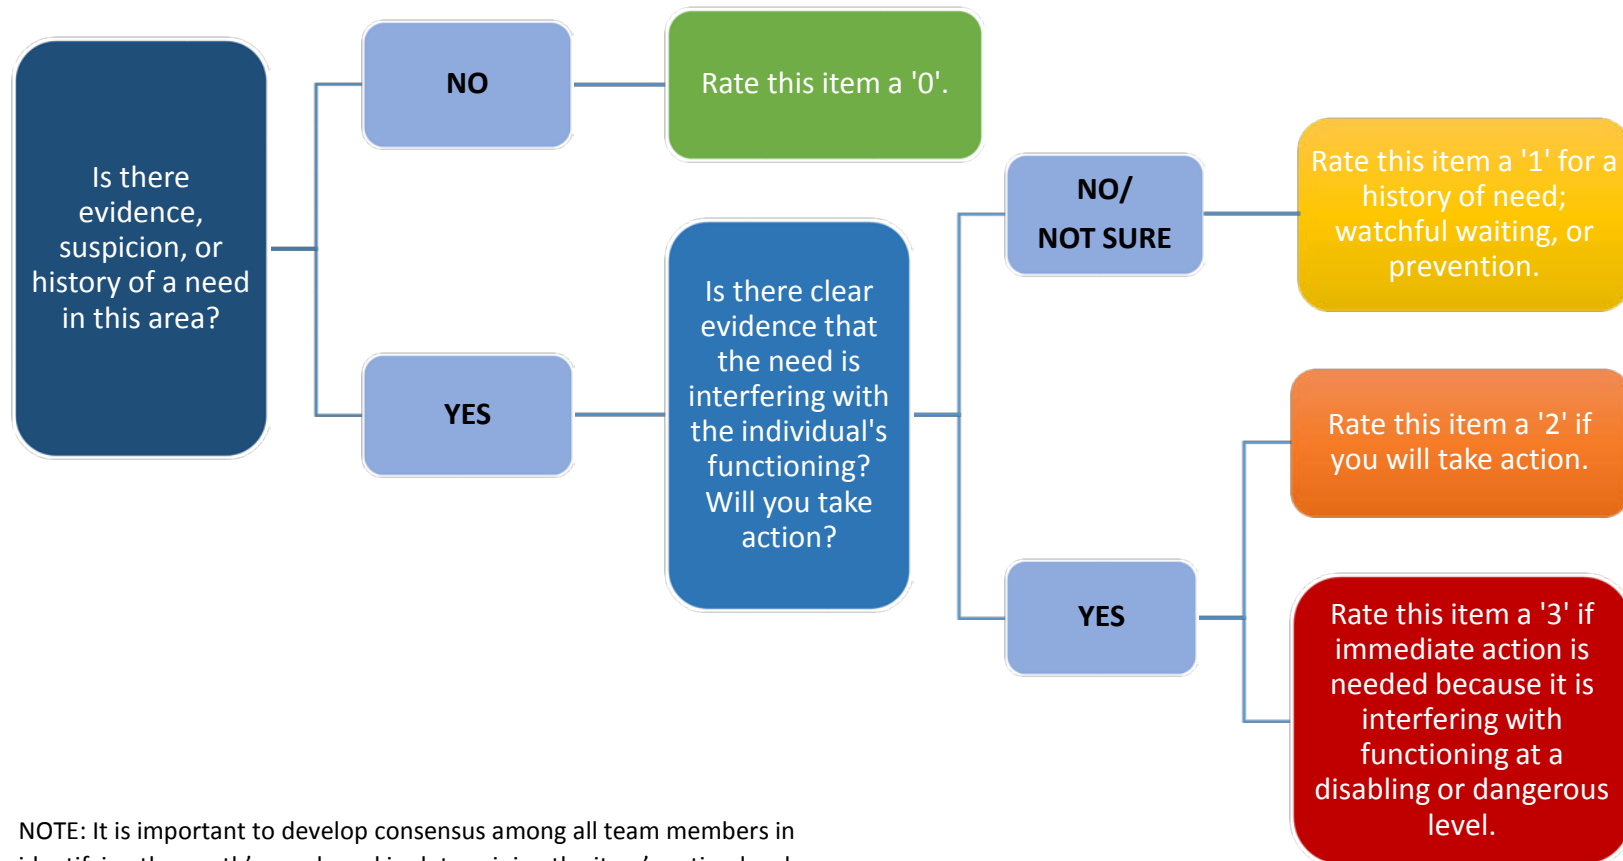 Is there
evidence,
suspicion, or
history of a need
in this area?
NO
Rate this item a '0'.
YES
Is there clear
evidence that
the need is
interfering with
the individual's
functioning?
Will you take
action?
NO/
NOT SURE
Rate this item a '1' for a
history of need;
watchful waiting, or
prevention.
YES
Rate this item a '2' if
you will take action.
Rate this item a '3' if
immediate action is
needed because it is
interfering with
functioning at a
disabling or dangerous
level.
NOTE: It is important to develop consensus among all team members in